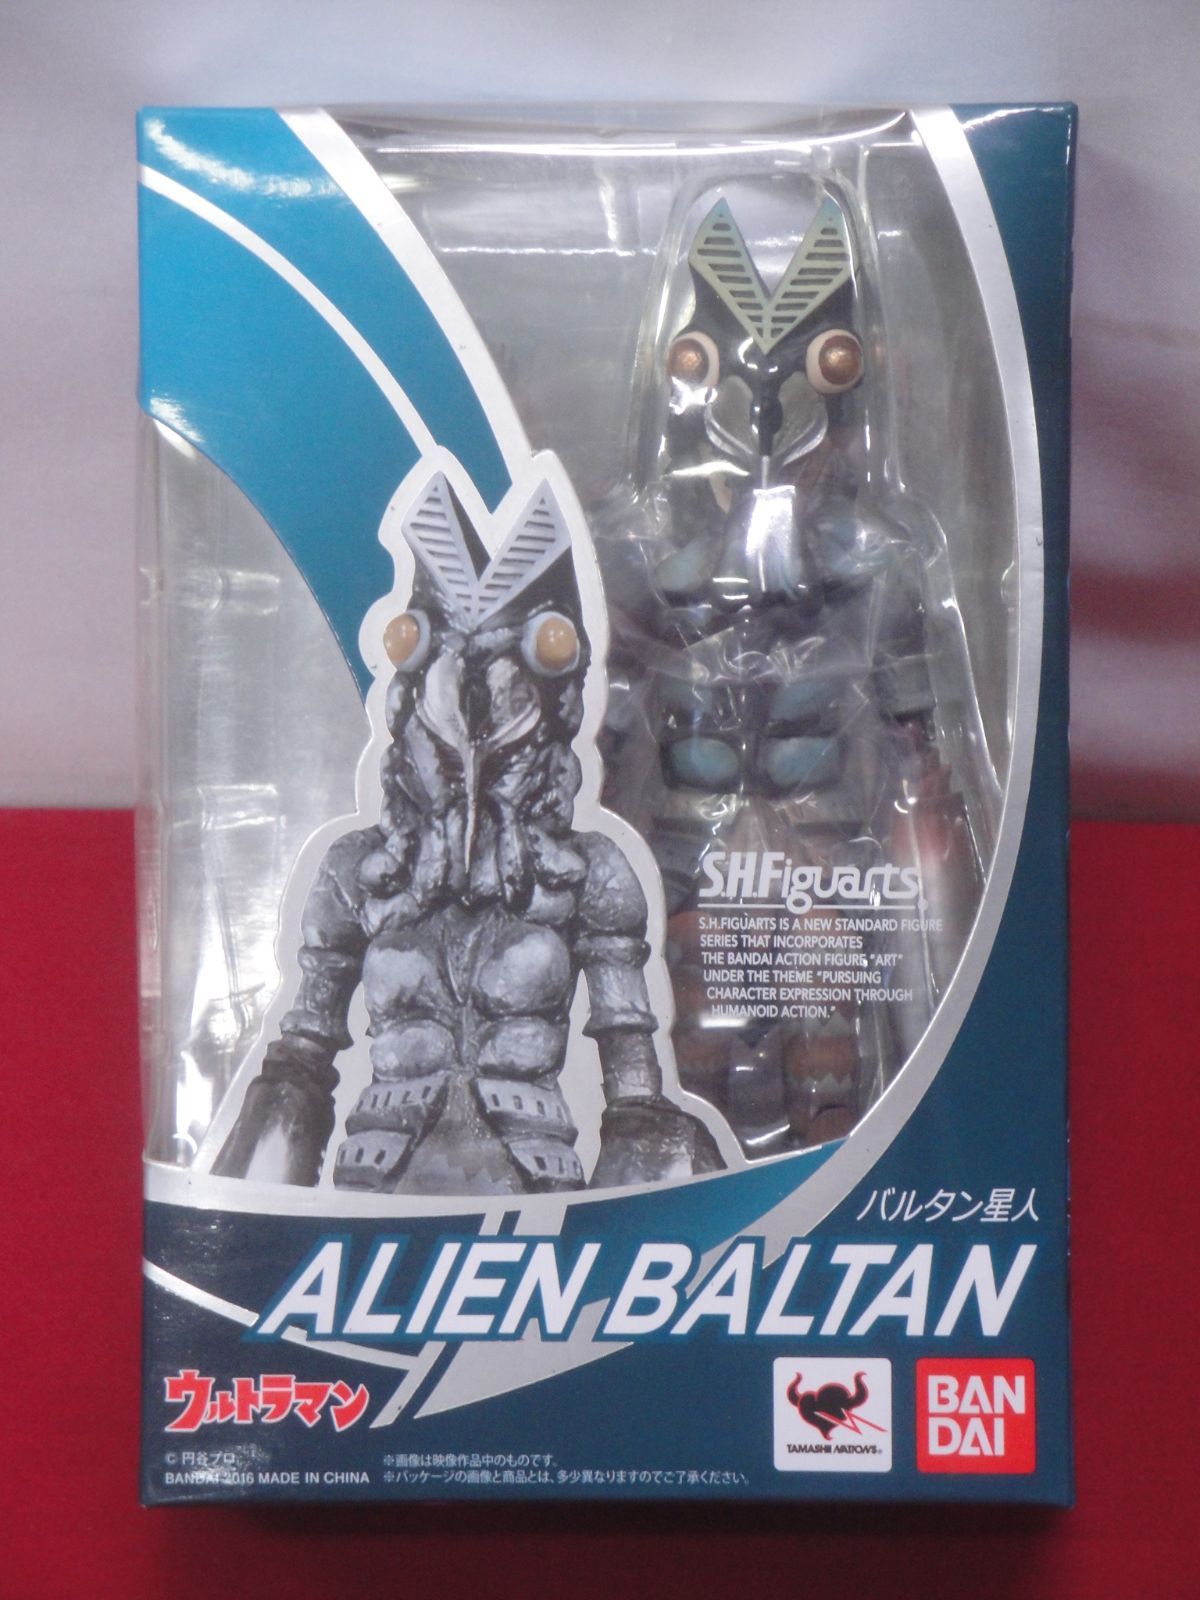 S.H.Figuarts
S.H.FIGUARTS IS A NEW STANDARD FIGURE
SERIES THAT INCORPORATES
THE BANDAI ACTION FIGURE "ART"
UNDER THE THEME "PURSUING
CHARACTER EXPRESSION THROUGH
HUMANOID ACTION."
バルタン星人
ALIEN BALTAN
ウルトラマン
TAMASHII NATIONS
BAN
DAI
© 円谷プロ
BANDAI 2016 MADE IN CHINA
※画像は映像作品中のものです。
※パッケージの画像と商品とは、多少異なりますのでご了承ください。